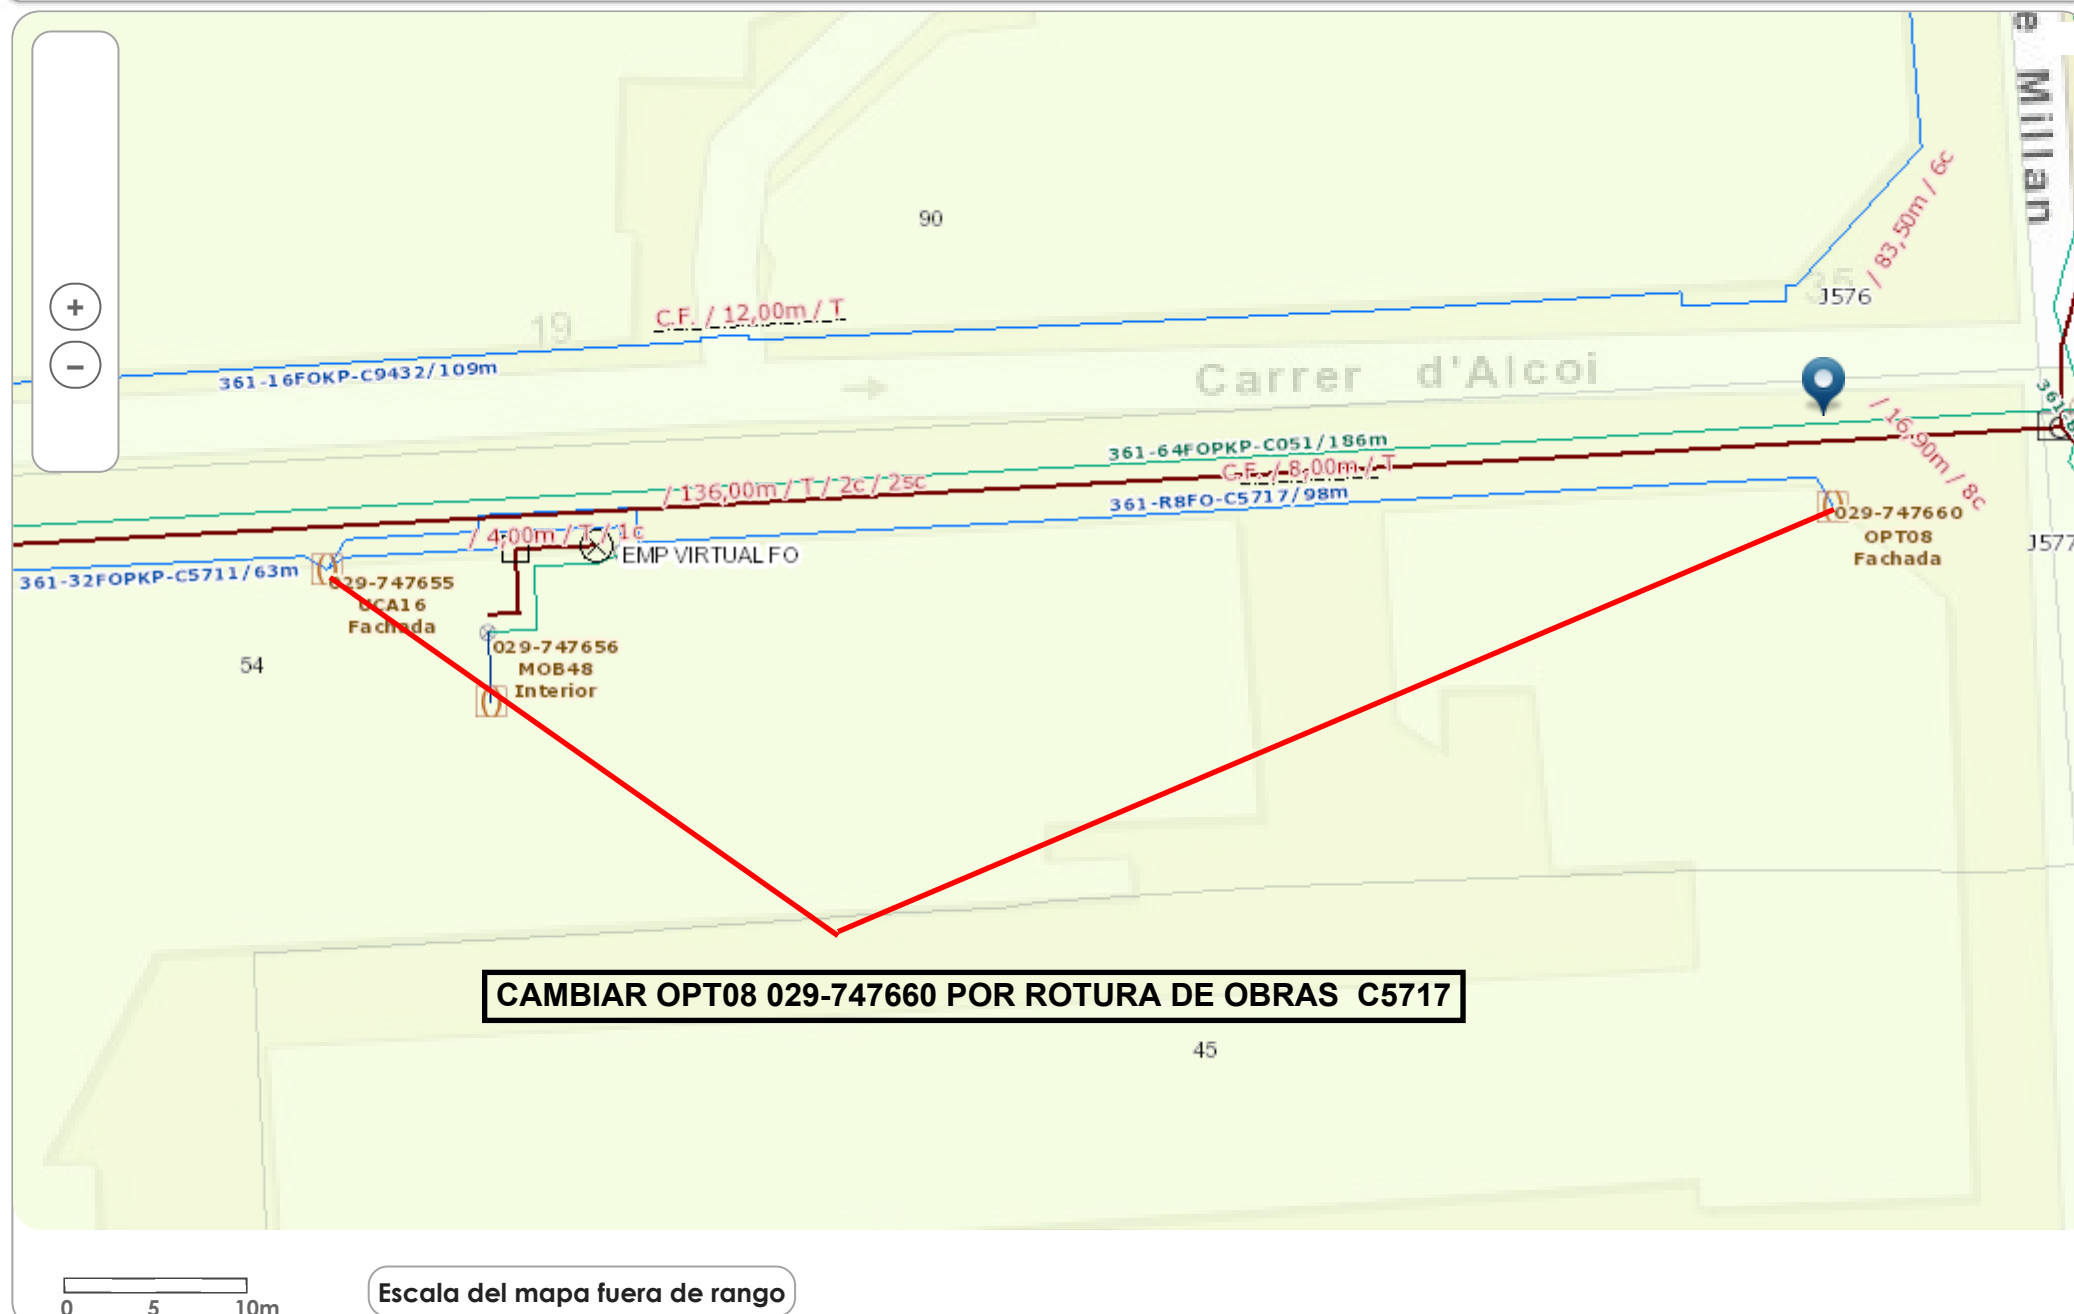 e Millan
90
/ 83,50m / 6c
35
J576
19
C.F. / 12,00m / T
361-16FOKP-C9432/109m
Carrer d'Alcoi
361-64FOPKP-C051/186m
/ 16,90m / 8c
/ 136,00m / T / 2c / 2sc
C.F. / 8,00m / T
361-R8FO-C5717/98m
/ 4,00m / T / 1c
EMP VIRTUAL FO
029-747660
OPT08
Fachada
J577
361-32FOPKP-C5711/63m
029-747655
UCA16
Fachada
54
029-747656
MOB48
Interior
CAMBIAR OPT08 029-747660 POR ROTURA DE OBRAS C5717
45
0 5 10m
Escala del mapa fuera de rango